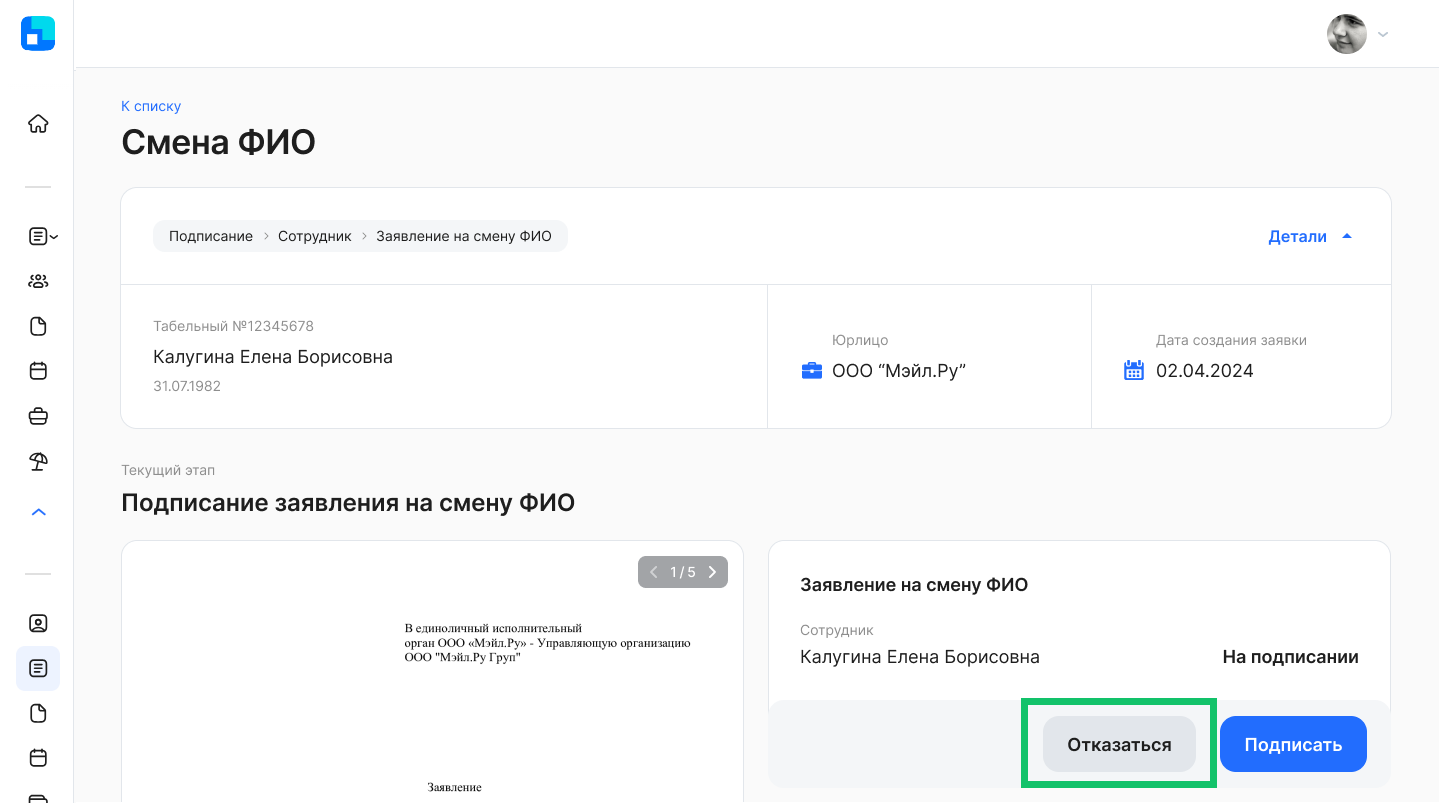 К списку
Смена ФИО
Подписание > Сотрудник > Заявление на смену ФИО
Детали
Табельный №12345678
Калугина Елена Борисовна
31.07.1982
Юрлицо
ООО “Мэйл.Ру”
Дата создания заявки
02.04.2024
Текущий этап
Подписание заявления на смену ФИО
1 / 5
В единоличный исполнительный
орган ООО «Мэйл.Ру» - Управляющую организацию
ООО "Мэйл.Ру Груп"
Заявление
Заявление на смену ФИО
Сотрудник
Калугина Елена Борисовна
На подписании
Отказаться
Подписать